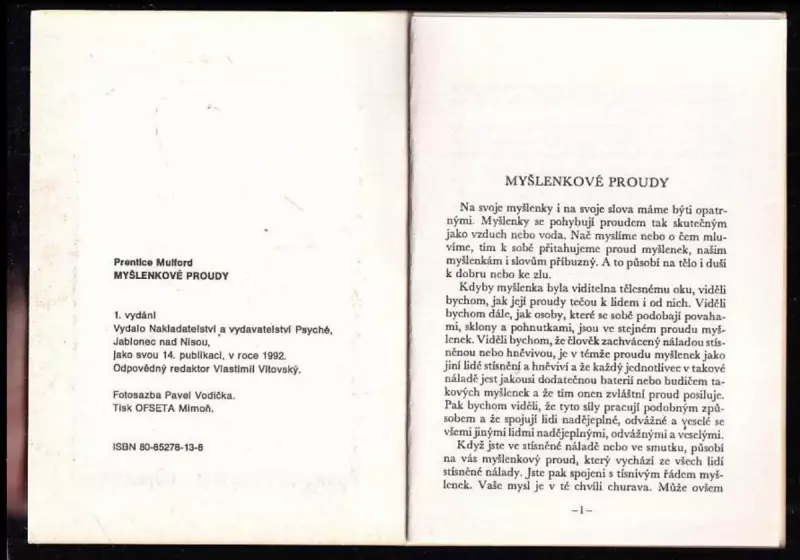 Prentice Mulford
MYŠLENKOVÉ PROUDY
1. vydání
Vydalo Nakladatelství a vydavatelství Psyché,
Jablonec nad Nisou,
jako svou 14. publikaci, v roce 1992.
Odpovědný redaktor Vlastimil Vítovský.
Fotosazba Pavel Vodička.
Tisk OFSETA Mimoň.
ISBN 80-85278-13-6
MYŠLENKOVÉ PROUDY
Na svoje myšlenky i na svoje slova máme býti opatr-
nými. Myšlenky se pohybují proudem tak skutečným
jako vzduch nebo voda. Nač myslíme nebo o čem mlu-
víme, tím k sobě přitahujeme proud myšlenek, našim
myšlenkám i slovům příbuzný. A to působí na tělo i duši
k dobru nebo ke zlu.
Kdyby myšlenka byla viditelna tělesnému oku, viděli
bychom, jak její proudy tečou k lidem i od nich. Viděli
bychom dále, jak osoby, které se sobě podobají povaha-
mi, sklony a pohnutkami, jsou ve stejném proudu myš-
lenek. Viděli bychom, že člověk zachvácený náladou stís-
něnou nebo hněvivou, je v témže proudu myšlenek jako
jiní lidé stísnění a hněviví a že každý jednotlivec v takové
náladě jest jakousi dodatečnou baterií nebo budičem ta-
kových myšlenek a že tím onen zvláštní proud posiluje.
Pak bychom viděli, že tyto síly pracují podobným způ-
sobem a že spojují lidi nadějeplné, odvážné a veselé se
všemi jinými lidmi nadějeplnými, odvážnými a veselými.
Když jste ve stísněné náladě nebo ve smutku, působí
na vás myšlenkový proud, který vychází ze všech lidí
stísněné nálady. Jste pak spojeni s tísnivým řádem myš-
lenek. Vaše mysl je v té chvíli churava. Může ovšem
–1–